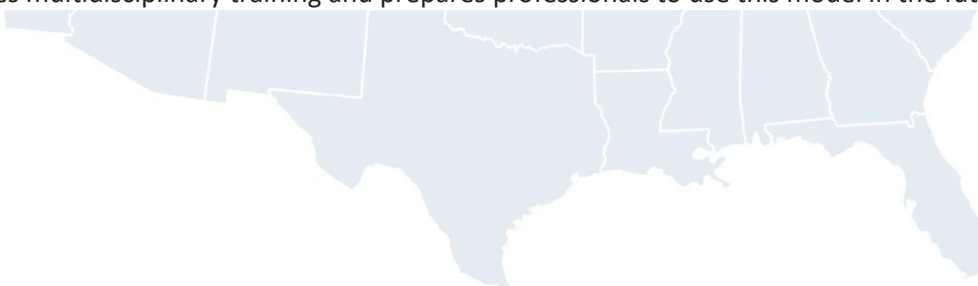 multidisciplinary training and prepares professionals to use this model in the